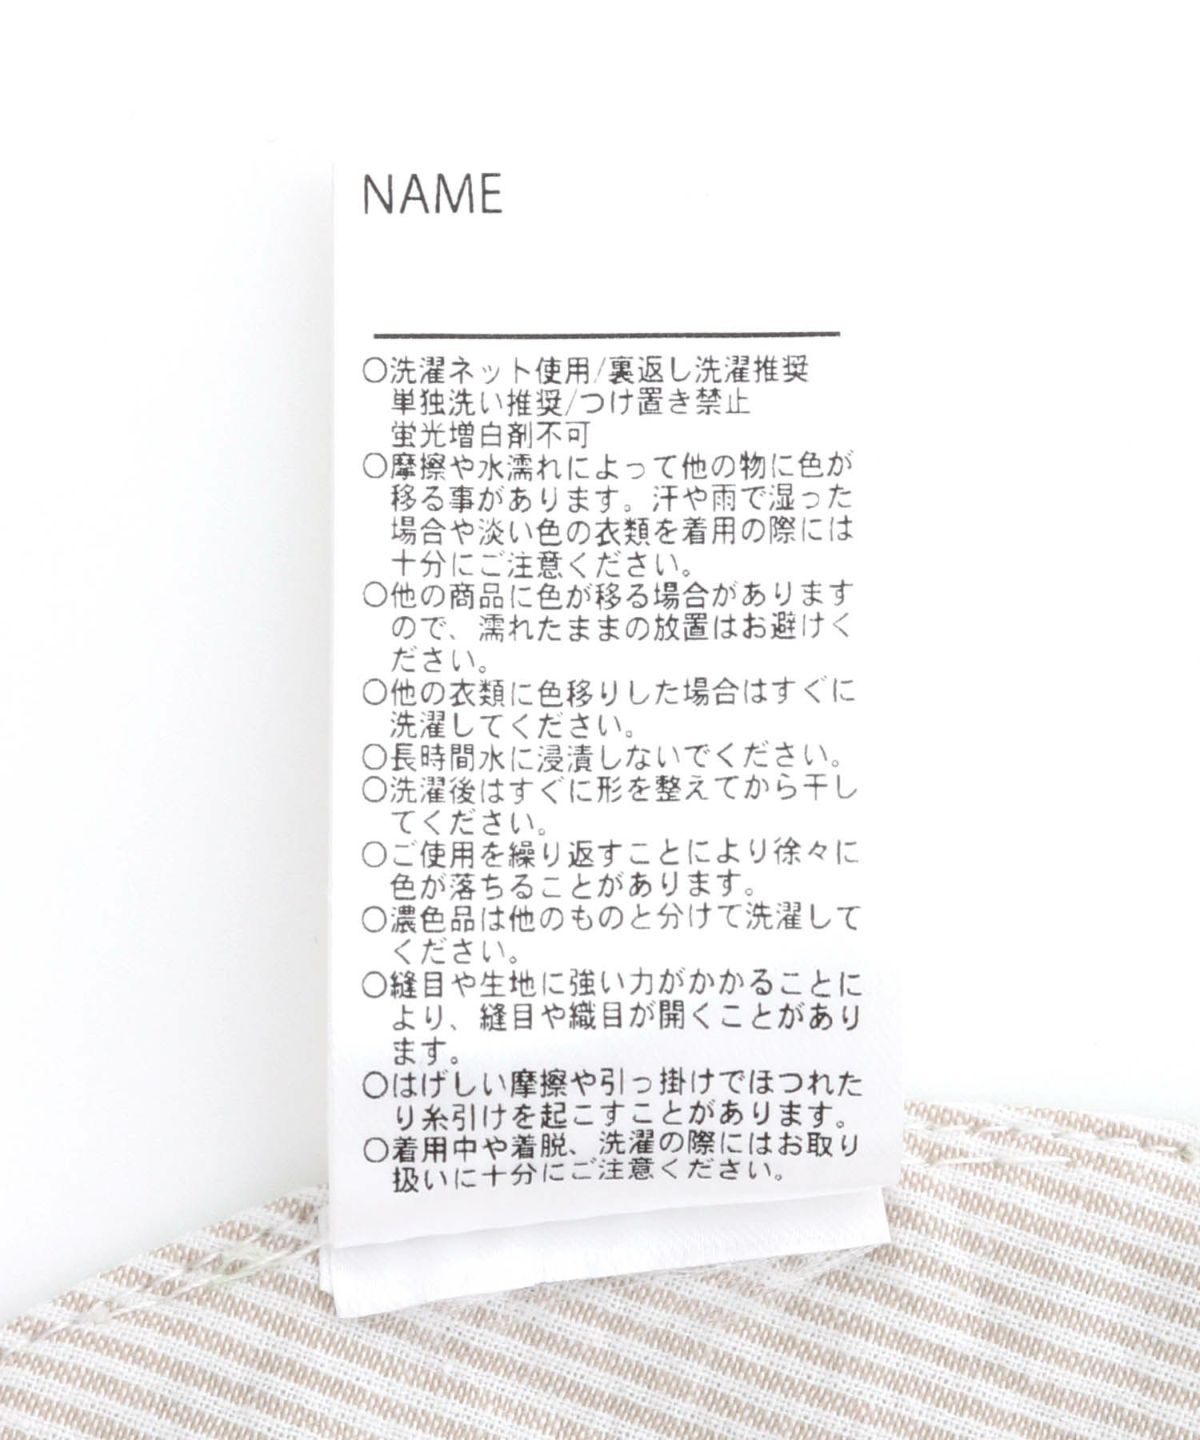 NAME
○洗濯ネット使用/裏返し洗濯推奨
単独洗い推奨/つけ置き禁止
蛍光増白剤不可
○摩擦や水濡れによって他の物に色が
移る事があります。汗や雨で湿った
場合や淡い色の衣類を着用の際には
十分にご注意ください。
○他の商品に色が移る場合があります
ので、濡れたままの放置はお避けく
ださい。
○他の衣類に色移りした場合はすぐに
洗濯してください。
○長時間水に浸漬しないでください。
○洗濯後はすぐに形を整えてから干し
てください。
○ご使用を繰り返すことにより徐々に
色が落ちることがあります。
○濃色品は他のものと分けて洗濯して
ください。
○縫目や生地に強い力がかかることに
より、縫目や織目が開くことがあり
ます。
○はげしい摩擦や引っ掛けでほつれた
り糸引けを起こすことがあります。
○着用中や着脱、洗濯の際にはお取り
扱いに十分にご注意ください。